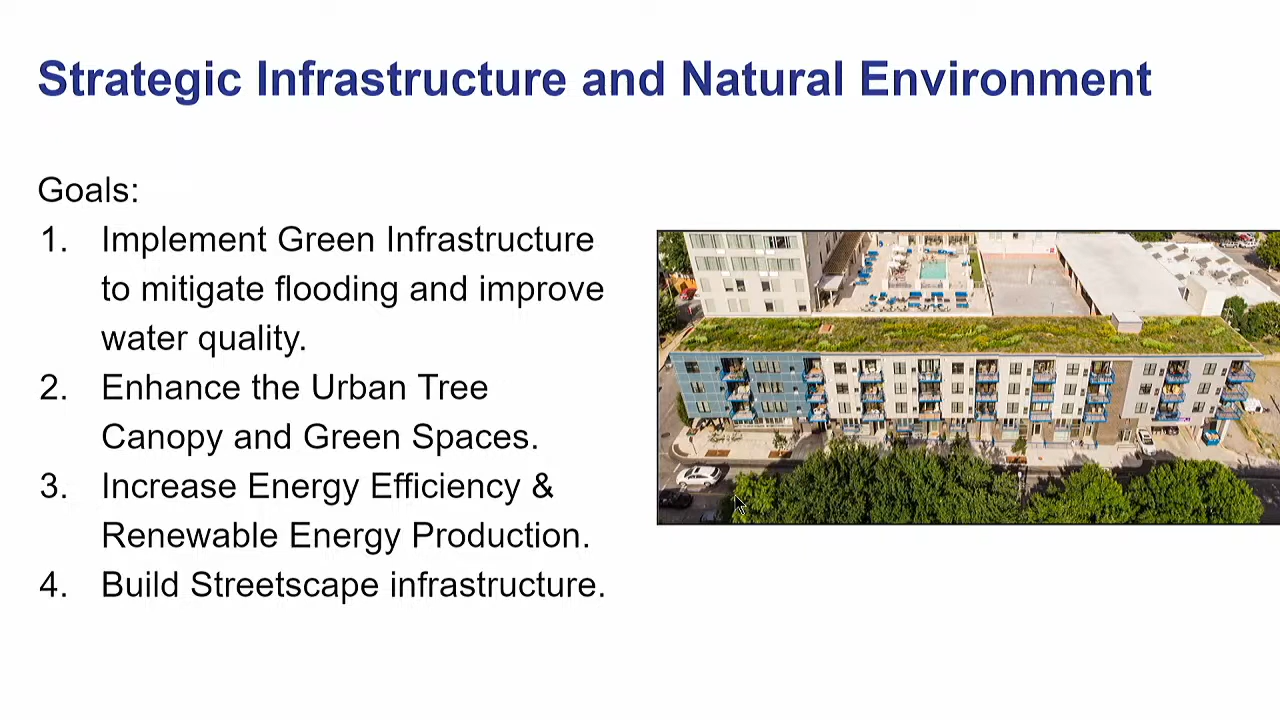 Strategic Infrastructure and Natural Environment
Goals:
1. Implement Green Infrastructure
to mitigate flooding and improve
water quality.
2. Enhance the Urban Tree
Canopy and Green Spaces.
3. Increase Energy Efficiency &
Renewable Energy Production.
4. Build Streetscape infrastructure.